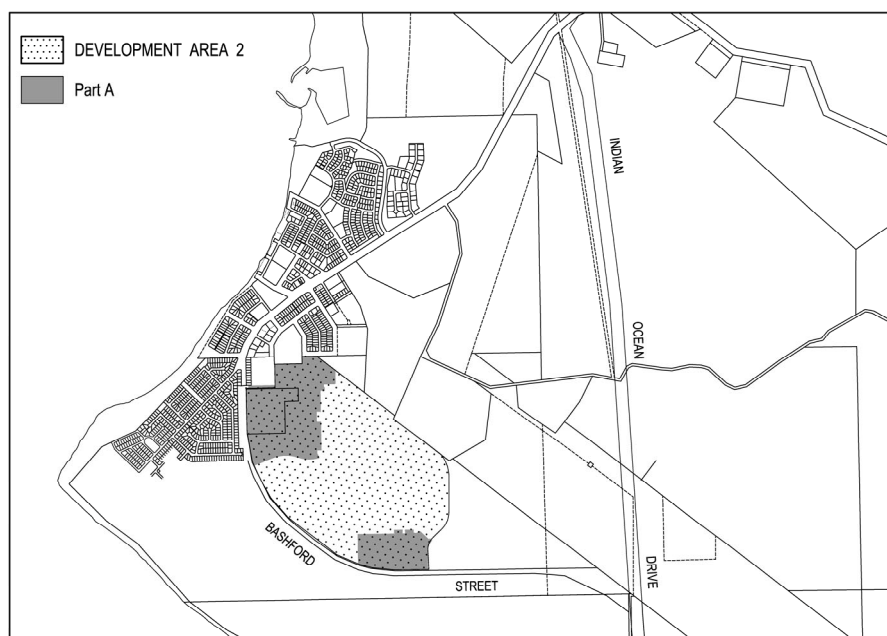 DEVELOPMENT AREA 2
Part A
INDIAN
OCEAN
DRIVE
BASHFORD
STREET